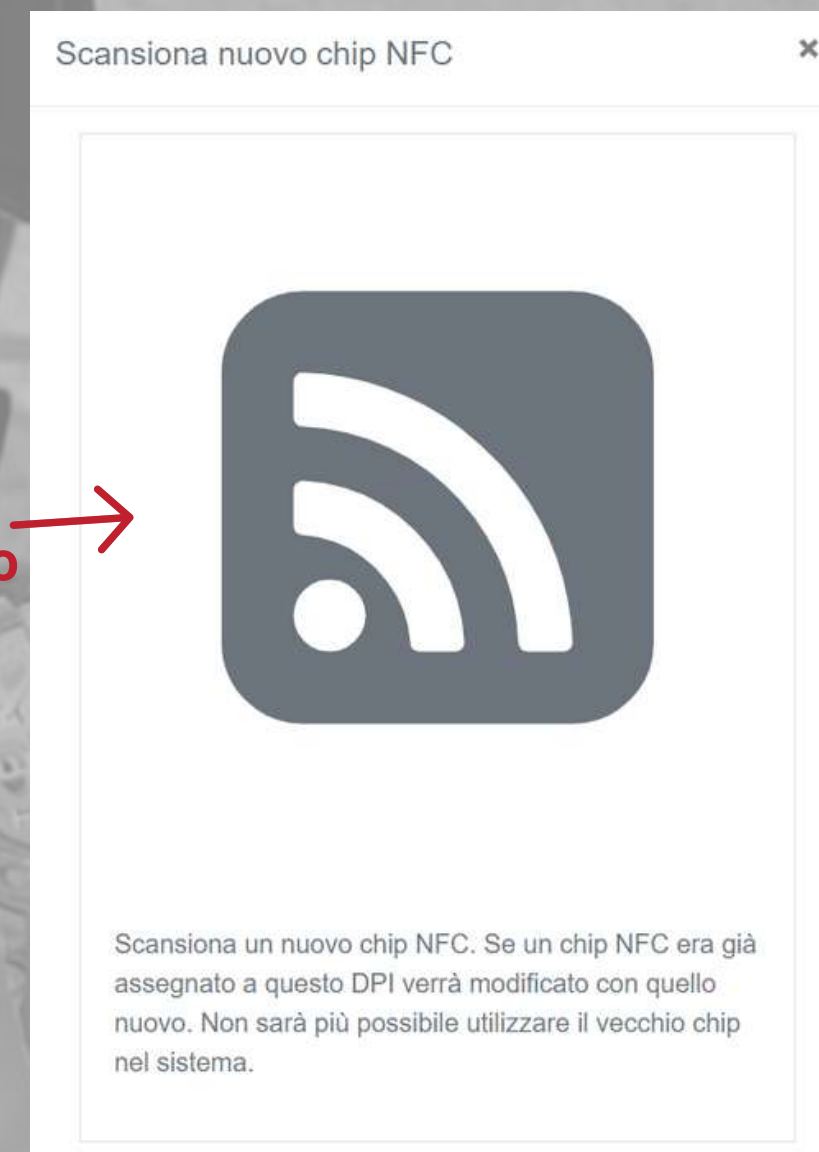 Scansiona nuovo chip NFC
Scansiona un nuovo chip NFC. Se un chip NFC era già
assegnato a questo DPI verrà modificato con quello
nuovo. Non sarà più possibile utilizzare il vecchio chip
nel sistema.